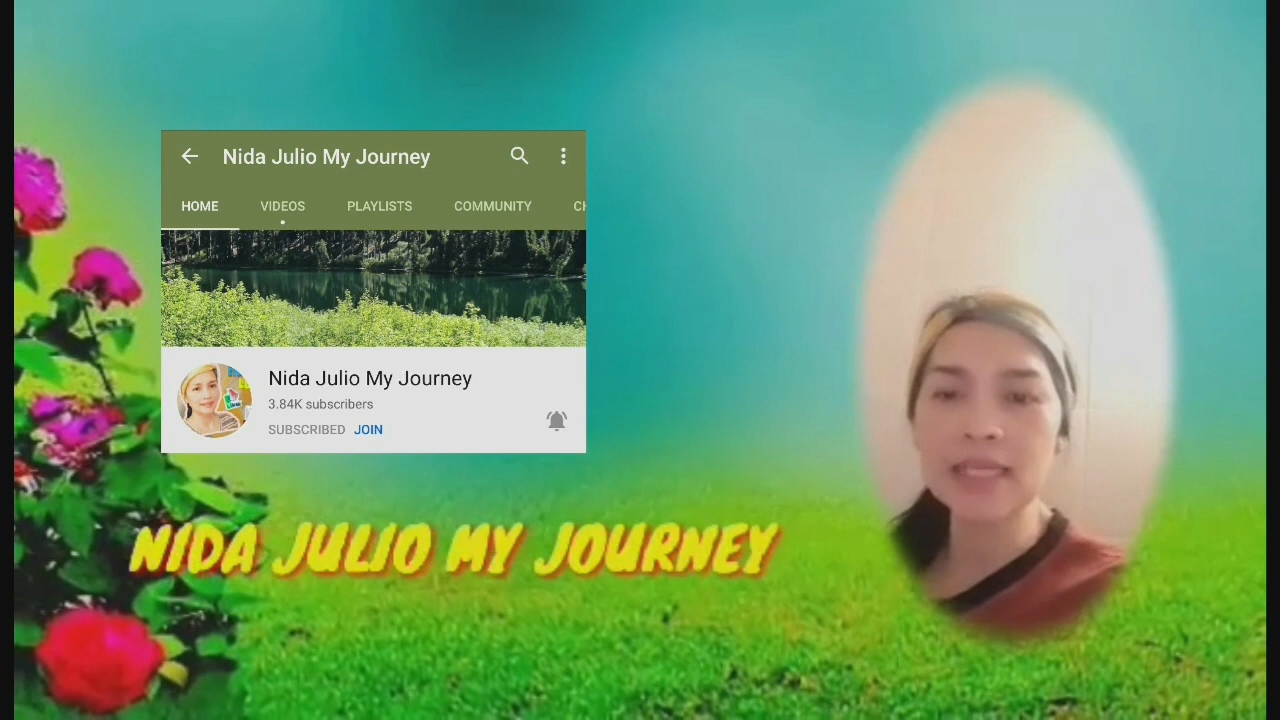 Nida Julio My Journey
HOME VIDEOS PLAYLISTS COMMUNITY CH
Nida Julio My Journey
3.84K subscribers
SUBSCRIBED JOIN
NIDA JULIO MY JOURNEY